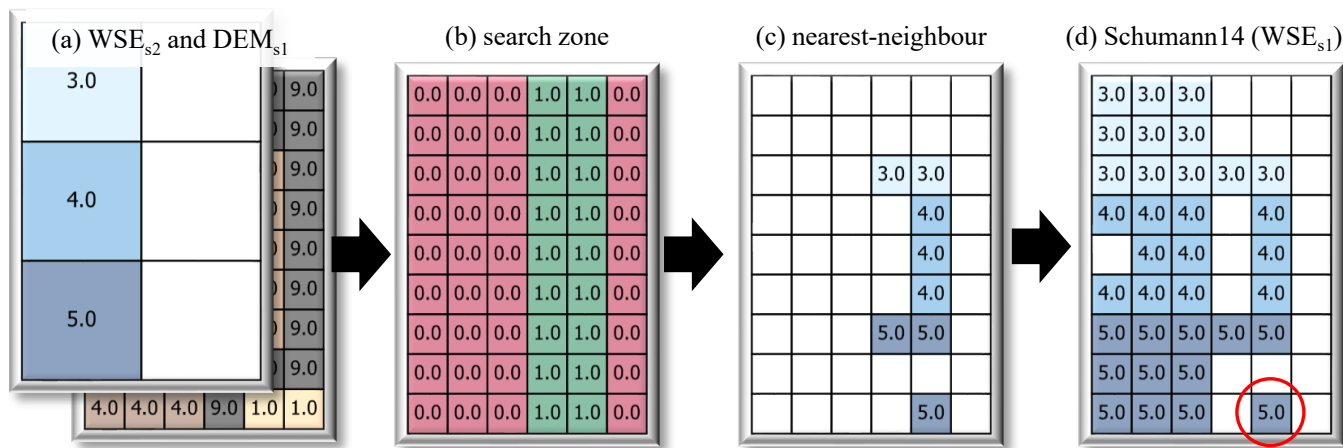 (a) WSEs2 and DEMs1
(b) search zone
(c) nearest-neighbour
(d) Schumann14 (WSEs1)
3.0
4.0
5.0
9.0
9.0
9.0
9.0
9.0
9.0
9.0
9.0
4.0 4.0 4.0 9.0 1.0 1.0
0.0 0.0 0.0 1.0 1.0 0.0
0.0 0.0 0.0 1.0 1.0 0.0
0.0 0.0 0.0 1.0 1.0 0.0
0.0 0.0 0.0 1.0 1.0 0.0
0.0 0.0 0.0 1.0 1.0 0.0
0.0 0.0 0.0 1.0 1.0 0.0
0.0 0.0 0.0 1.0 1.0 0.0
0.0 0.0 0.0 1.0 1.0 0.0
0.0 0.0 0.0 1.0 1.0 0.0
3.0 3.0
4.0
4.0
4.0
5.0 5.0
5.0
3.0 3.0 3.0
3.0 3.0 3.0
3.0 3.0 3.0 3.0 3.0
4.0 4.0 4.0 4.0
4.0 4.0 4.0
4.0 4.0 4.0 4.0
5.0 5.0 5.0 5.0 5.0
5.0 5.0 5.0
5.0 5.0 5.0 5.0